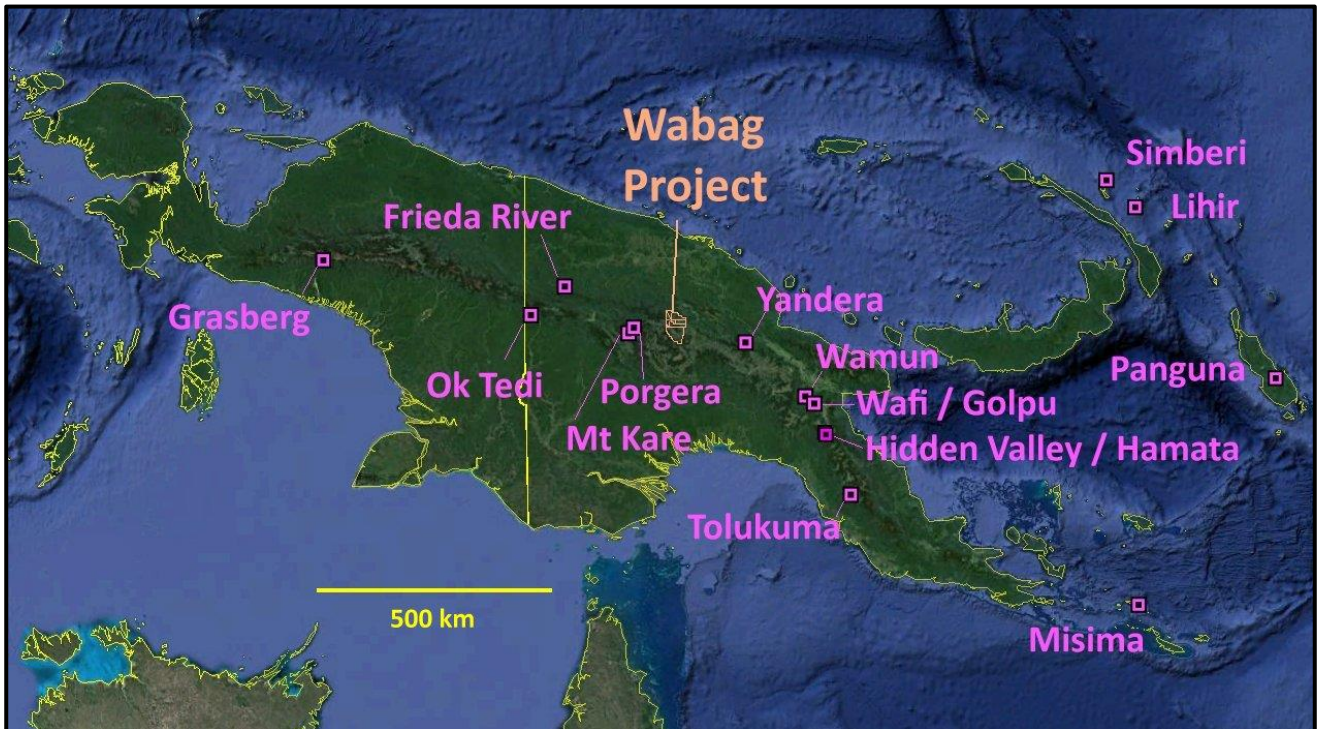 Wabag
Project
Simberi
Lihir
Frieda River
Grasberg
Yandera
Ok Tedi
Porgera
Mt Kare
Wamun
Wafi / Golpu
Hidden Valley / Hamata
Panguna
Tolukuma
500 km
Misima